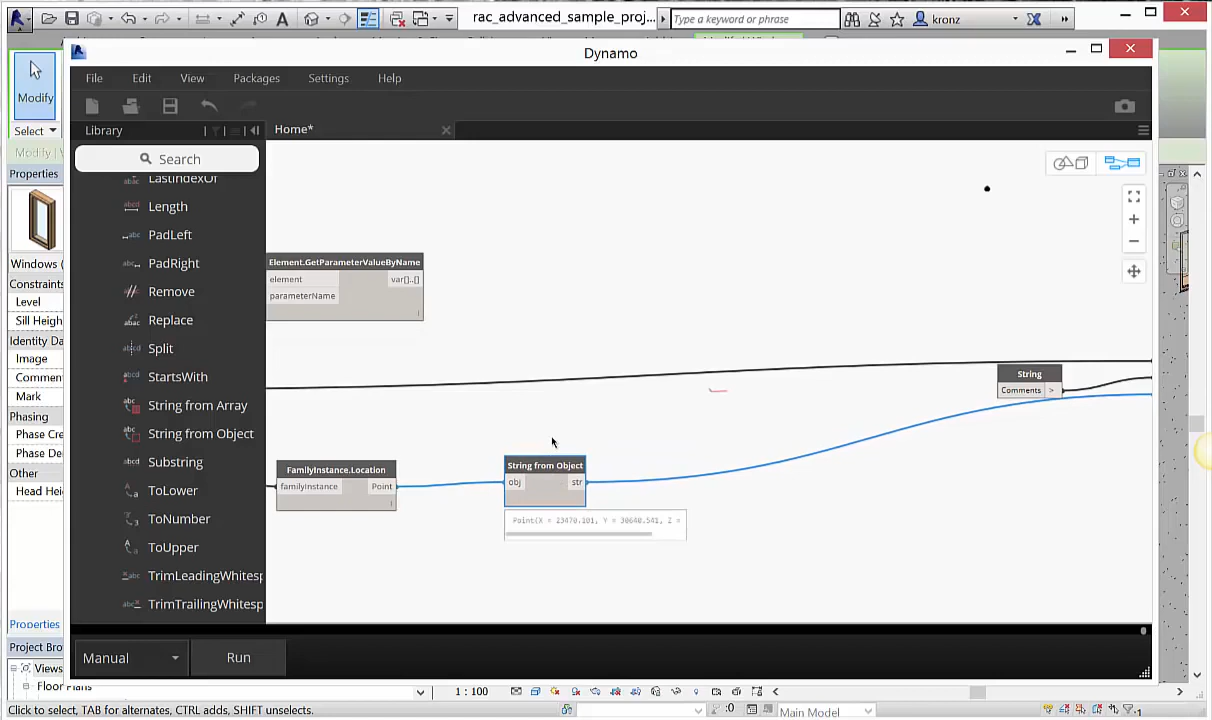 rac_advanced_sample_proj...
Type a keyword or phrase
kronz
Modify
Select
Modify |
Properties
Windows (
Constraints
Level
Sill Heigh
Identity Da
Image
Commen
Mark
Phasing
Phase Cre
Phase De
Other
Head Hei
Properties
Project Bro
Views
Floor Plans
Dynamo
File
Edit
View
Packages
Settings
Help
Library
Home*
Search
LastIndexOf
Length
PadLeft
PadRight
Remove
Replace
Split
StartsWith
String from Array
String from Object
Substring
ToLower
ToNumber
ToUpper
TrimLeadingWhitesp
TrimTrailingWhitesp
Element.GetParameterValueByName
element
var[]..[]
parameterName
String
Comments
>
FamilyInstance.Location
familyInstance
Point
String from Object
obj
str
Point(X = 23470.101, Y = 30640.541, Z =
Manual
Run
1 : 100
Click to select, TAB for alternates, CTRL adds, SHIFT unselects.
:0
Main Model
:1